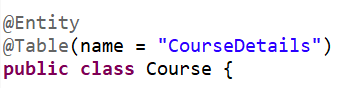 @Entity
@Table(name = "CourseDetails")
public class Course {